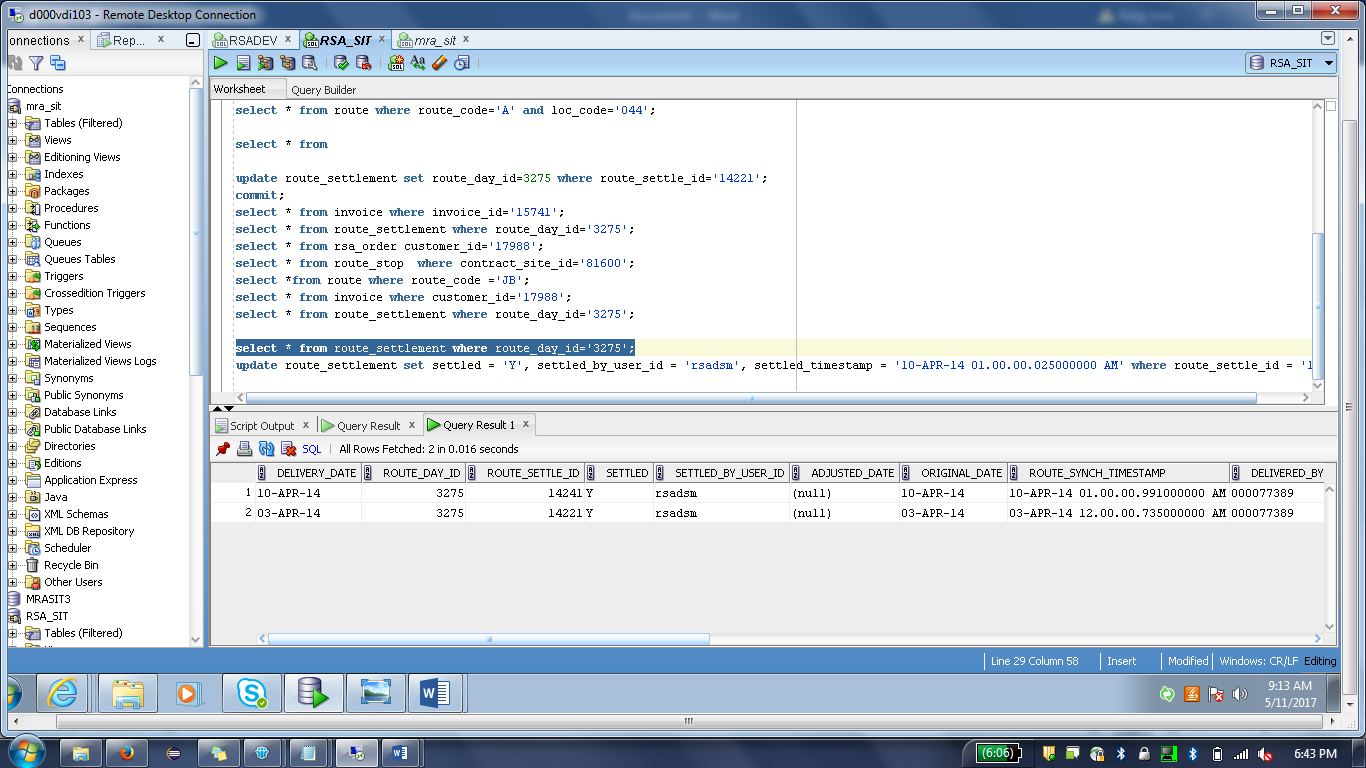 d000vdi103 - Remote Desktop Connection
onnections
Rep...
RSADEV
RSA_SIT
mra_sit
RSA_SIT
Worksheet
Query Builder
Connections
mra_sit
Tables (Filtered)
Views
Editioning Views
Indexes
Packages
Procedures
Functions
Queues
Queues Tables
Triggers
Crossedition Triggers
Types
Sequences
Materialized Views
Materialized Views Logs
Synonyms
Public Synonyms
Database Links
Public Database Links
Directories
Editions
Application Express
Java
XML Schemas
XML DB Repository
Scheduler
Recycle Bin
Other Users
MRASIT3
RSA_SIT
Tables (Filtered)
select * from route where route_code='A' and loc_code='044';
select * from
update route_settlement set route_day_id=3275 where route_settle_id='14221';
commit;
select * from invoice where invoice_id='15741';
select * from route_settlement where route_day_id='3275';
select * from rsa_order customer_id='17988';
select * from route_stop  where contract_site_id='81600';
select *from route where route_code ='JB';
select * from invoice where customer_id='17988';
select * from route_settlement where route_day_id='3275';
select * from route_settlement where route_day_id='3275';
update route_settlement set settled = 'Y', settled_by_user_id = 'rsadsm', settled_timestamp = '10-APR-14 01.00.00.025000000 AM' where route_settle_id = '1
Script Output
Query Result
Query Result 1
SQL
All Rows Fetched: 2 in 0.016 seconds
DELIVERY_DATE ROUTE_DAY_ID ROUTE_SETTLE_ID SETTLED SETTLED_BY_USER_ID ADJUSTED_DATE ORIGINAL_DATE ROUTE_SYNCH_TIMESTAMP DELIVERED_BY
1 10-APR-14 3275 14241 Y rsadsm (null) 10-APR-14 10-APR-14 01.00.00.991000000 AM 000077389
2 03-APR-14 3275 14221 Y rsadsm (null) 03-APR-14 03-APR-14 12.00.00.735000000 AM 000077389
Line 29 Column 58
Insert
Modified
Windows: CR/LF
Editing
9:13 AM
5/11/2017
(6:06)
6:43 PM